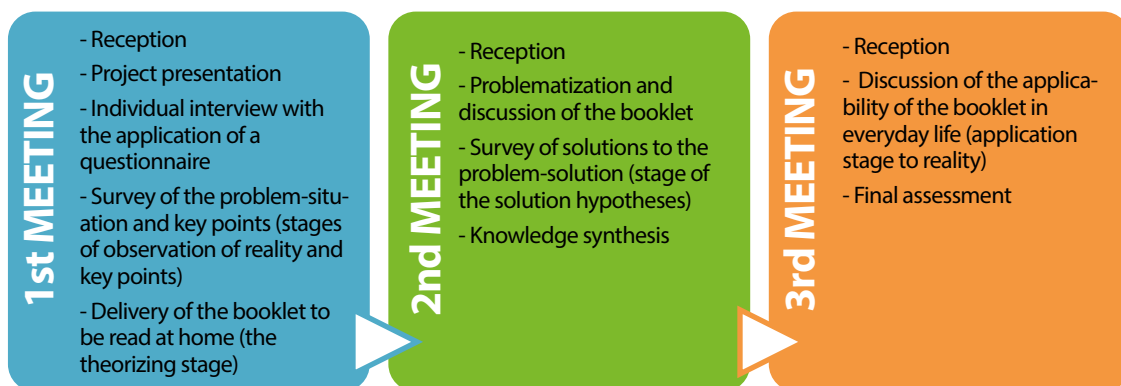 1st MEETING
- Reception
- Project presentation
- Individual interview with
the application of a
questionnaire
- Survey of the problem-situ-
ation and key points (stages
of observation of reality and
key points)
- Delivery of the booklet to
be read at home (the
theorizing stage)
2nd MEETING
- Reception
- Problematization and
discussion of the booklet
- Survey of solutions to the
problem-solution (stage of
the solution hypotheses)
- Knowledge synthesis
3rd MEETING
- Reception
- Discussion of the applica-
bility of the booklet in
everyday life (application
stage to reality)
- Final assessment